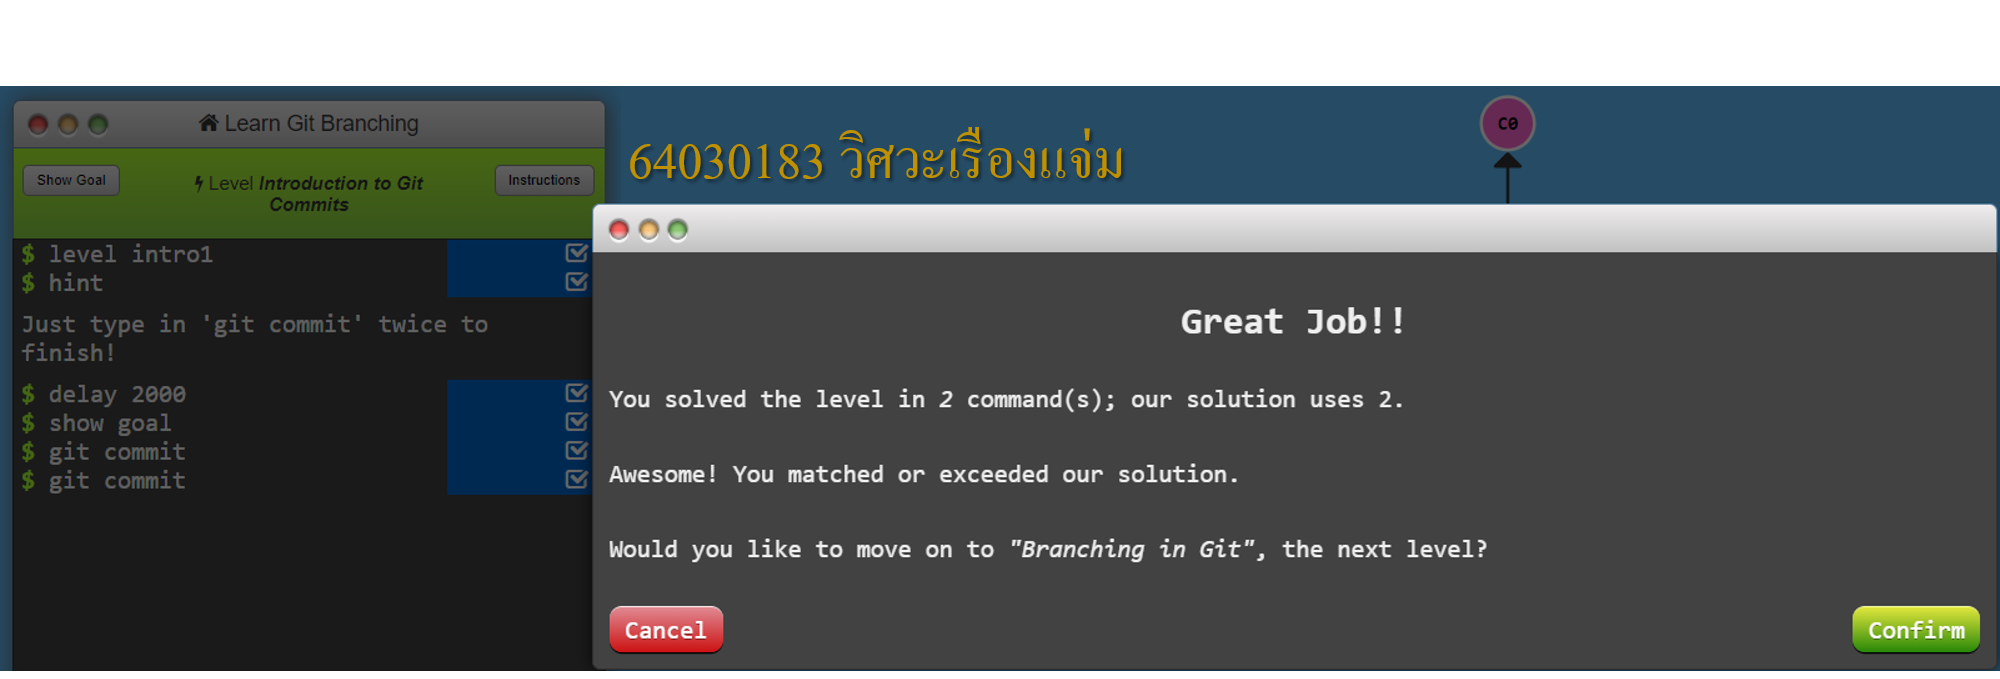 Learn Git Branching
Show Goal
Level Introduction to Git
Commits
Instructions
$ level intro1
$ hint
Just type in 'git commit' twice to
finish!
$ delay 2000
$ show goal
$ git commit
$ git commit
64030183 วิศวะเรืองแจ่ม
C0
Great Job!!
You solved the level in 2 command(s); our solution uses 2.
Awesome! You matched or exceeded our solution.
Would you like to move on to "Branching in Git", the next level?
Cancel
Confirm